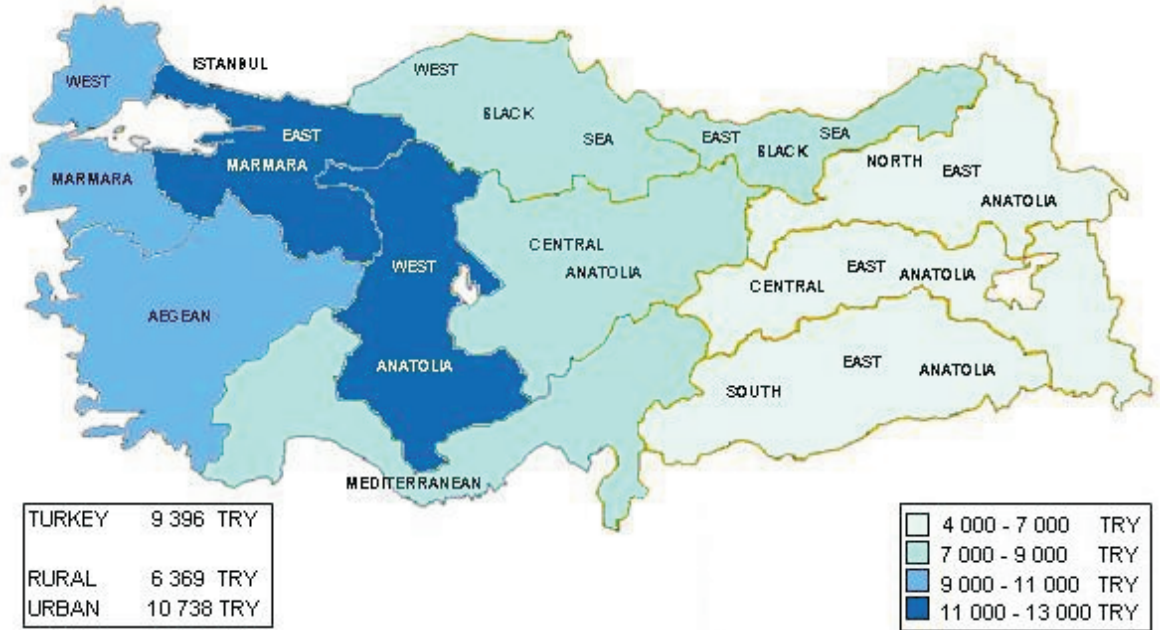 ISTANBUL
WEST
MARMARA
EAST
MARMARA
WEST
BLACK
SEA
EAST
BLACK
SEA
NORTH
EAST
ANATOLIA
AEGEAN
WEST
ANATOLIA
CENTRAL
ANATOLIA
CENTRAL
EAST
ANATOLIA
SOUTH
EAST
ANATOLIA
MEDITERRANEAN
TURKEY 9 396 TRY
RURAL 6 369 TRY
URBAN 10 738 TRY
4 000 - 7 000 TRY
7 000 - 9 000 TRY
9 000 - 11 000 TRY
11 000 - 13 000 TRY